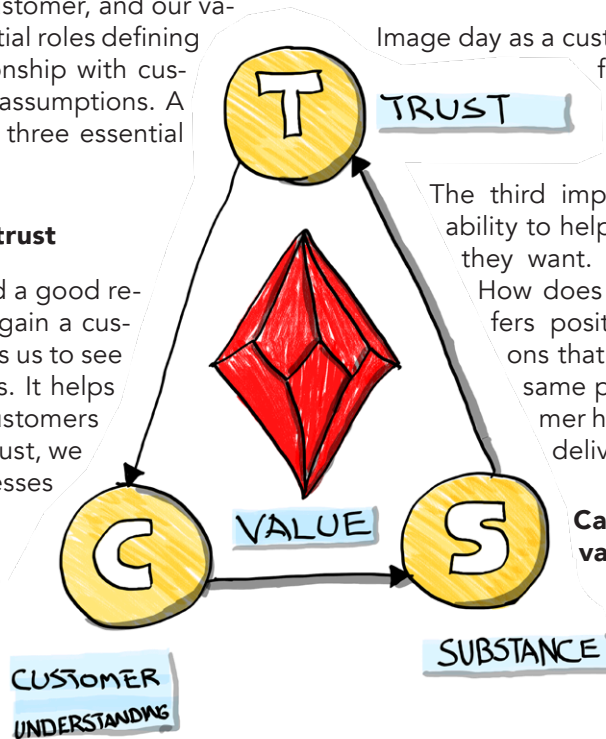 stomer, and our va-
tial roles defining
onship with cus-
assumptions. A
three essential
trust
d a good re-
gain a cus-
s us to see
s. It helps
ustomers
ust, we
esses
Image day as a cust
f
The third imp
ability to help
they want.
How does
fers posit
ons that
same p
mer h
deliv
Ca
va
T
TRUST
VALUE
C
CUSTOMER
UNDERSTANDING
S
SUBSTANCE